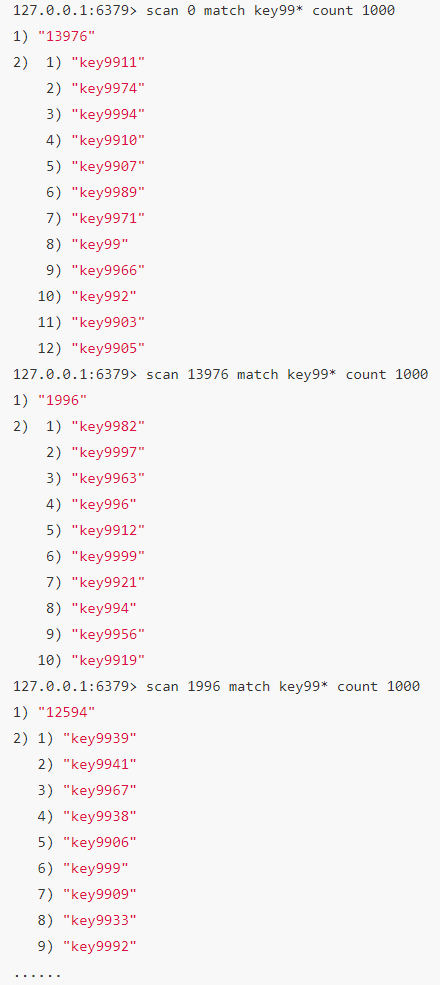 127.0.0.1:6379> scan 0 match key99* count 1000
1) "13976"
2)  1) "key9911"
    2) "key9974"
    3) "key9994"
    4) "key9910"
    5) "key9907"
    6) "key9989"
    7) "key9971"
    8) "key99"
    9) "key9966"
   10) "key992"
   11) "key9903"
   12) "key9905"
127.0.0.1:6379> scan 13976 match key99* count 1000
1) "1996"
2)  1) "key9982"
    2) "key9997"
    3) "key9963"
    4) "key996"
    5) "key9912"
    6) "key9999"
    7) "key9921"
    8) "key994"
    9) "key9956"
   10) "key9919"
127.0.0.1:6379> scan 1996 match key99* count 1000
1) "12594"
2) 1) "key9939"
   2) "key9941"
   3) "key9967"
   4) "key9938"
   5) "key9906"
   6) "key999"
   7) "key9909"
   8) "key9933"
   9) "key9992"
......